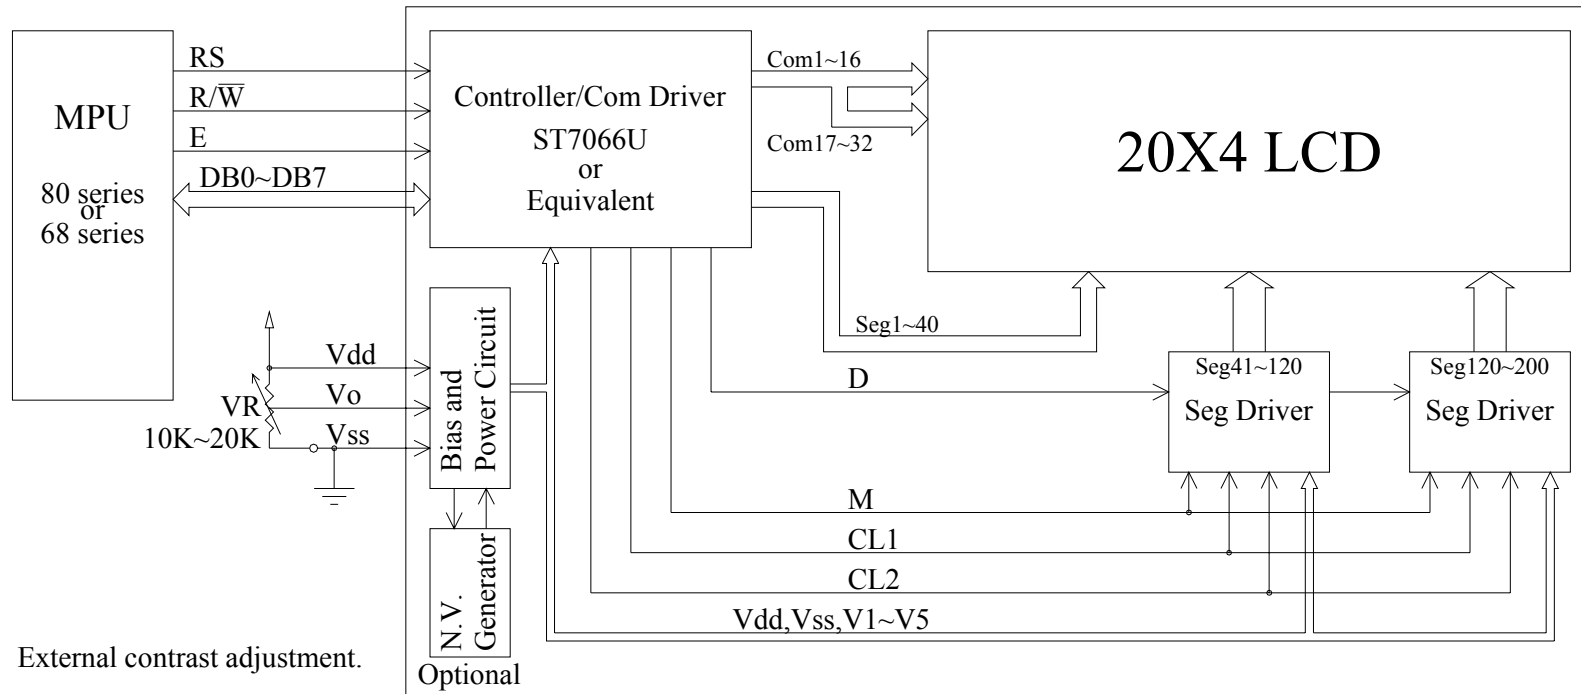 RS
R/W̅
E
DB0~DB7
MPU
80 series
or
68 series
Controller/Com Driver
ST7066U
or
Equivalent
Com1~16
Com17~32
20X4 LCD
Seg1~40
Vdd
Vo
Vss
VR
10K~20K
Bias and
Power Circuit
D
Seg41~120
Seg Driver
Seg120~200
Seg Driver
M
CL1
CL2
Vdd,Vss,V1~V5
N.V.
Generator
Optional
External contrast adjustment.